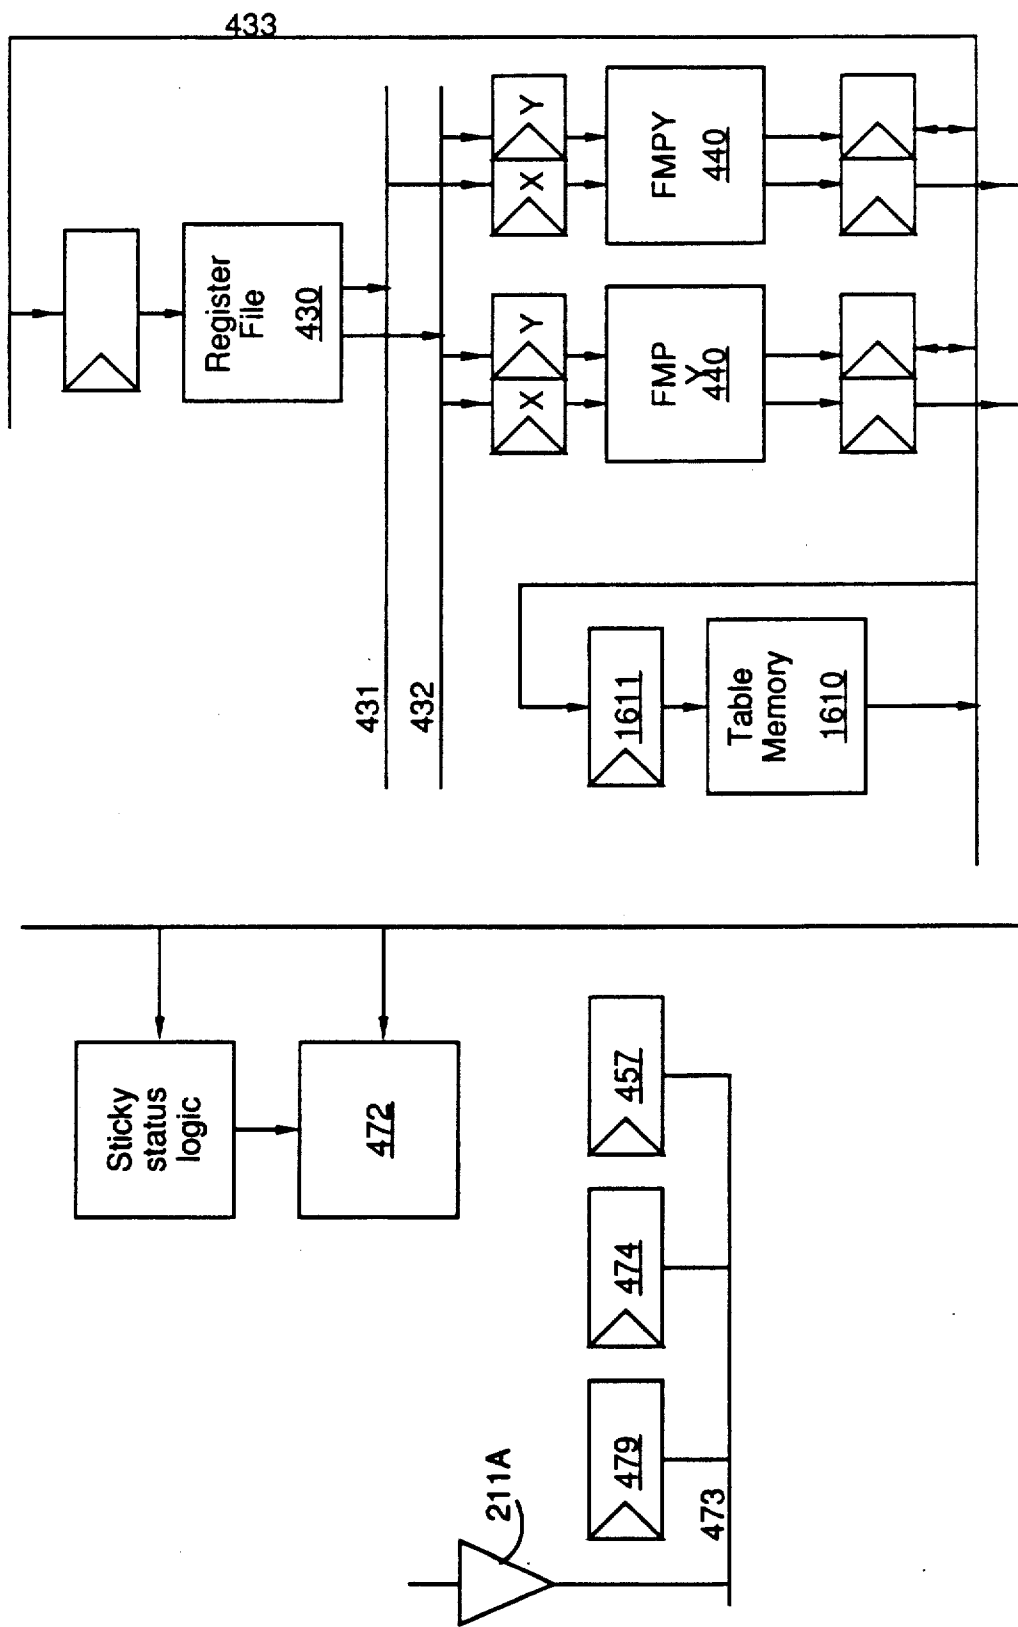 433
Register
File
430
431
432
X
Y
X
Y
FMP
Y
440
FMPY
440
1611
Table
Memory
1610
Sticky
status
logic
472
211A
479
474
457
473